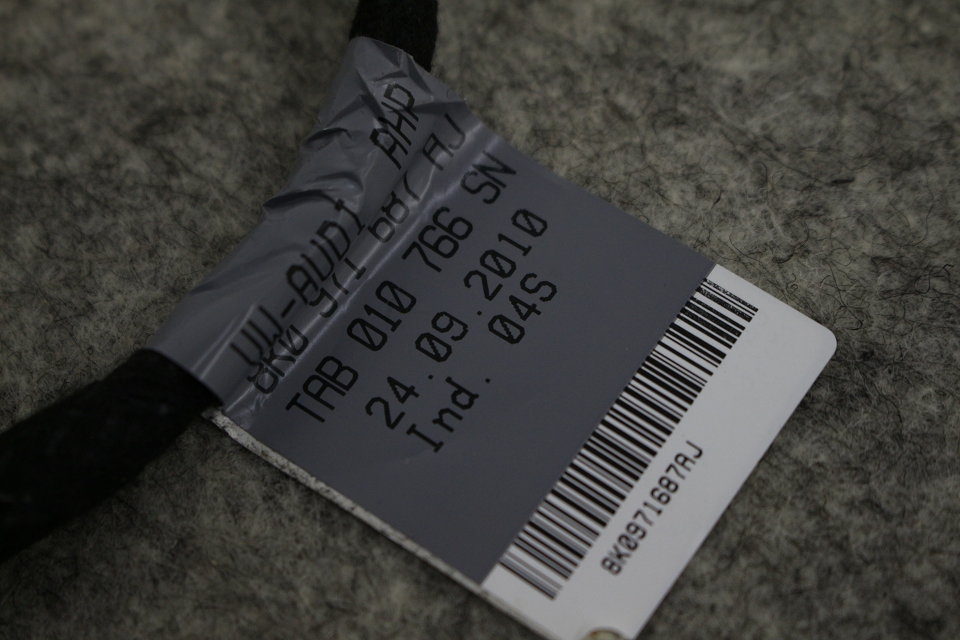 VW-AUDI AHP
8K0 971 687 AJ
TAB 010 766 SN
24.09.2010
Ind. 04S
8K0971687AJ